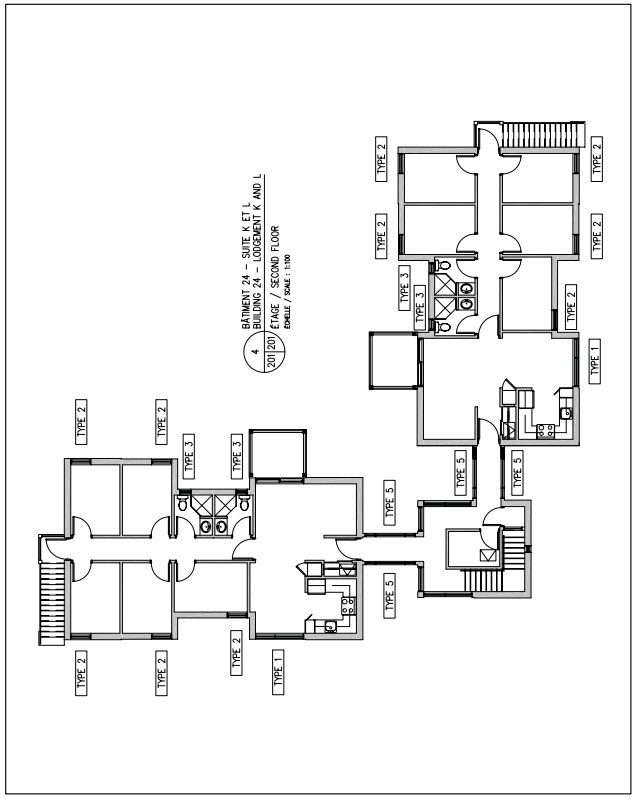 BÂTIMENT 24 – SUITE K ET L
BUILDING 24 – LODGEMENT K AND L
4
201 201
ÉTAGE / SECOND FLOOR
ÉCHELLE / SCALE : 1:100
TYPE 2
TYPE 2
TYPE 2
TYPE 2
TYPE 3
TYPE 3
TYPE 2
TYPE 1
TYPE 5
TYPE 5
TYPE 2
TYPE 2
TYPE 3
TYPE 3
TYPE 5
TYPE 5
TYPE 2
TYPE 2
TYPE 2
TYPE 1